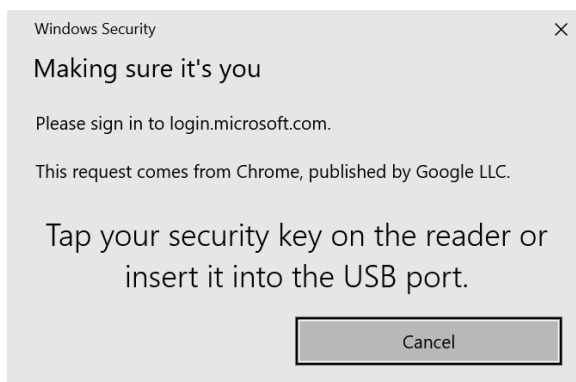 Windows Security
Making sure it's you
Please sign in to login.microsoft.com.
This request comes from Chrome, published by Google LLC.
Tap your security key on the reader or
insert it into the USB port.
Cancel